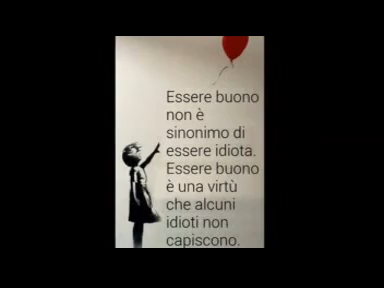 Essere buono
non è
sinonimo di
essere idiota.
Essere buono
è una virtù
che alcuni
idioti non
capiscono.